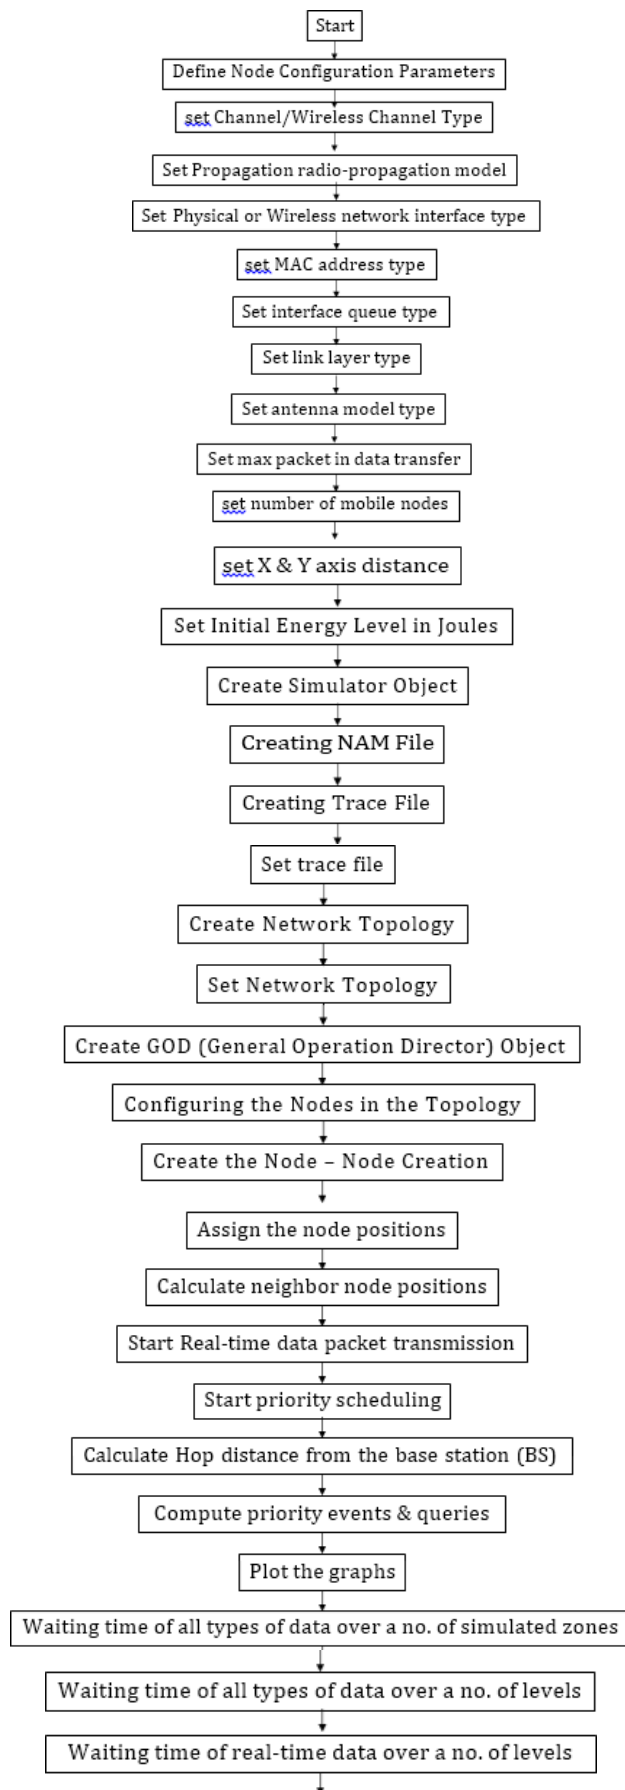 Start
Define Node Configuration Parameters
set Channel/Wireless Channel Type
Set Propagation radio-propagation model
Set Physical or Wireless network interface type
set MAC address type
Set interface queue type
Set link layer type
Set antenna model type
Set max packet in data transfer
set number of mobile nodes
set X & Y axis distance
Set Initial Energy Level in Joules
Create Simulator Object
Creating NAM File
Creating Trace File
Set trace file
Create Network Topology
Set Network Topology
Create GOD (General Operation Director) Object
Configuring the Nodes in the Topology
Create the Node – Node Creation
Assign the node positions
Calculate neighbor node positions
Start Real-time data packet transmission
Start priority scheduling
Calculate Hop distance from the base station (BS)
Compute priority events & queries
Plot the graphs
Waiting time of all types of data over a no. of simulated zones
Waiting time of all types of data over a no. of levels
Waiting time of real-time data over a no. of levels